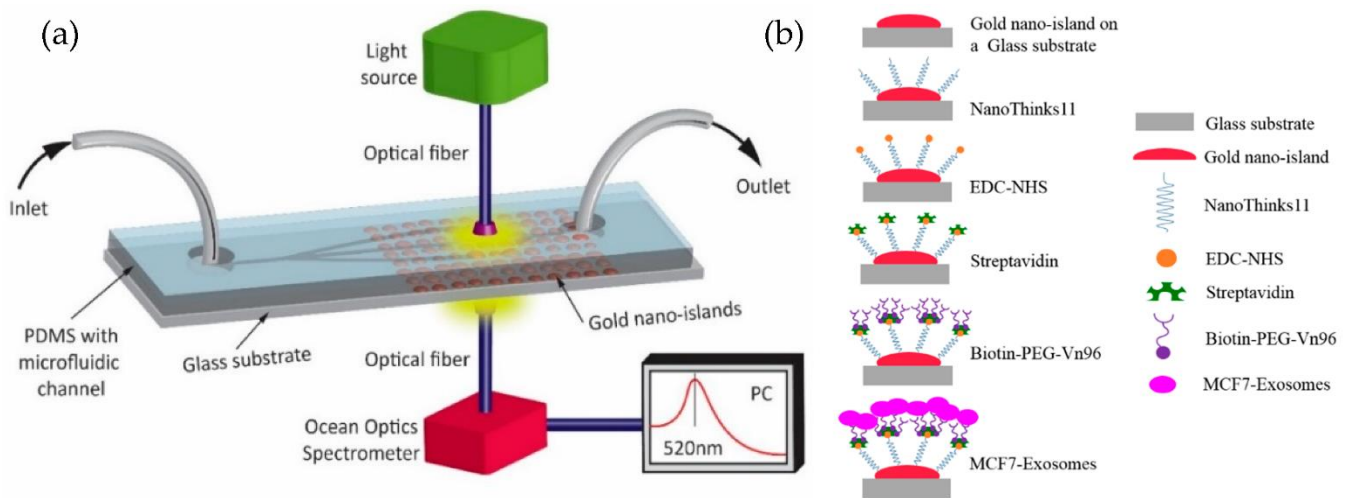 (a)
Light
source
Optical fiber
Inlet
Outlet
PDMS with
microfluidic
channel
Glass substrate
Gold nano-islands
Optical fiber
Ocean Optics
Spectrometer
PC
520nm
(b)
Gold nano-island on
a Glass substrate
NanoThinks11
EDC-NHS
Streptavidin
Biotin-PEG-Vn96
MCF7-Exosomes
Glass substrate
Gold nano-island
NanoThinks11
EDC-NHS
Streptavidin
Biotin-PEG-Vn96
MCF7-Exosomes